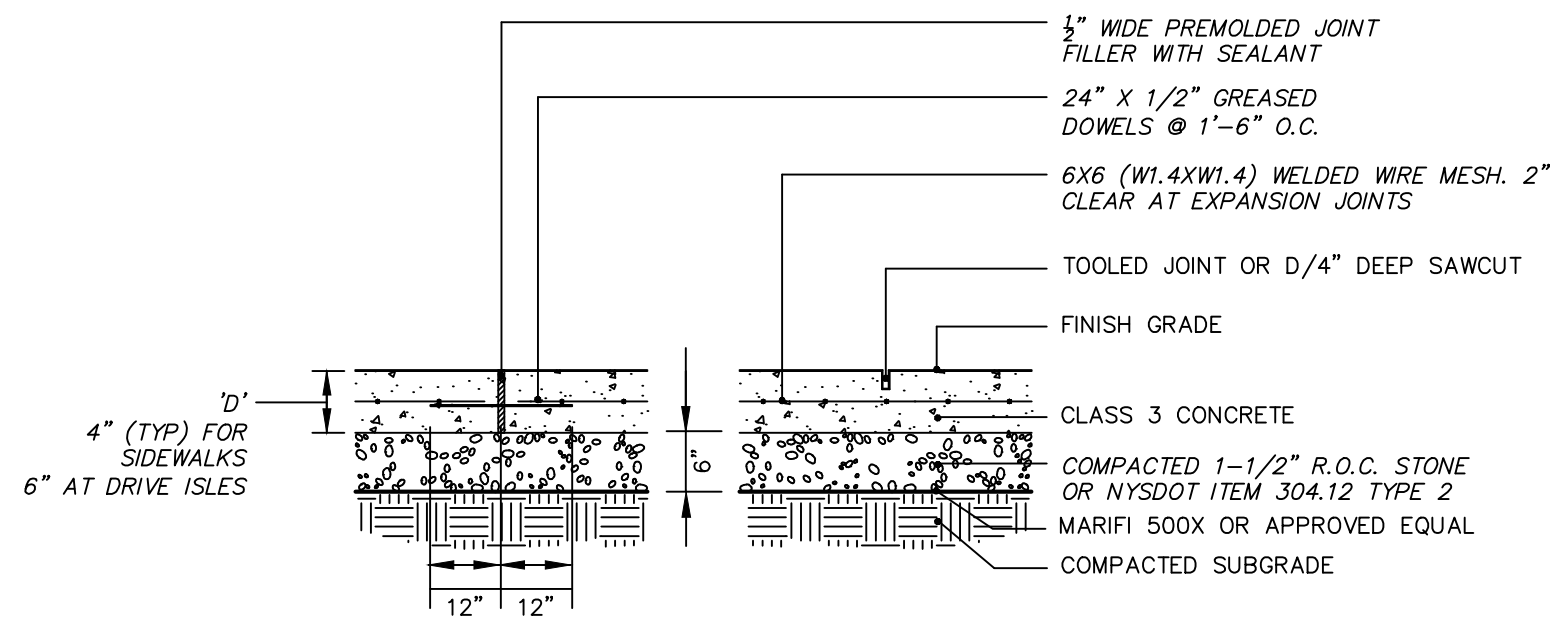 ½” WIDE PREMOLDED JOINT
FILLER WITH SEALANT
24” X 1/2” GREASED
DOWELS @ 1’–6” O.C.
6X6 (W1.4XW1.4) WELDED WIRE MESH. 2”
CLEAR AT EXPANSION JOINTS
TOOLED JOINT OR D/4” DEEP SAWCUT
FINISH GRADE
'D'
4” (TYP) FOR
SIDEWALKS
6” AT DRIVE ISLES
6”
CLASS 3 CONCRETE
COMPACTED 1–1/2” R.O.C. STONE
OR NYSDOT ITEM 304.12 TYPE 2
MARIFI 500X OR APPROVED EQUAL
COMPACTED SUBGRADE
12” 12”